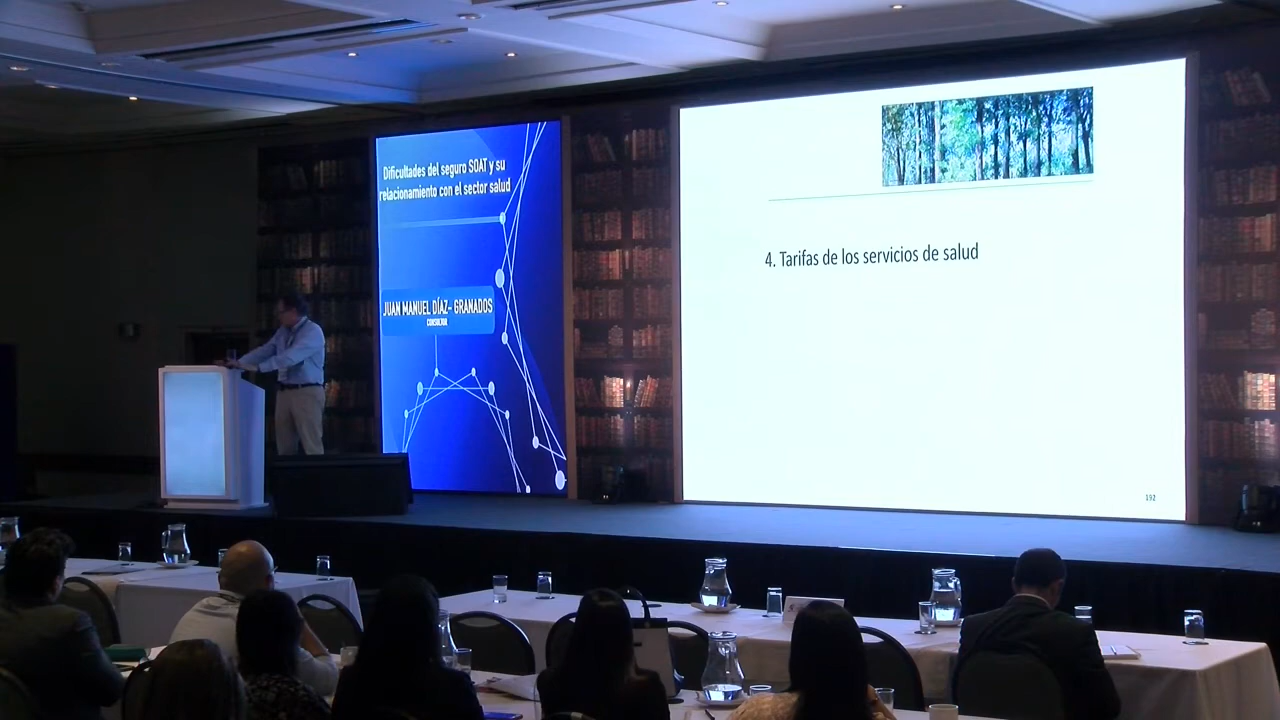 Dificultades del seguro SOAT y su
relacionamiento con el sector salud
JUAN MANUEL DÍAZ- GRANADOS
CONSULTOR
4. Tarifas de los servicios de salud
192